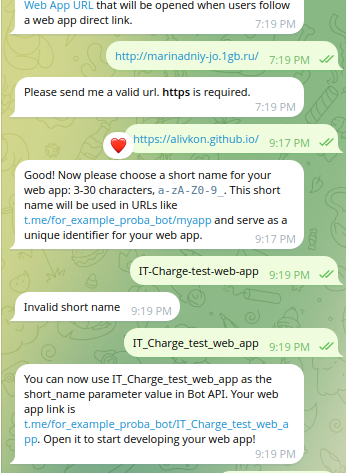 Web App URL that will be opened when users follow
a web app direct link.
7:19 PM
http://marinadniy-jo.1gb.ru/
7:19 PM
Please send me a valid url. https is required.
7:19 PM
https://alivkon.github.io/
9:17 PM
Good! Now please choose a short name for your
web app: 3-30 characters, a-zA-Z0-9_. This short
name will be used in URLs like
t.me/for_example_proba_bot/myapp and serve as a
unique identifier for your web app.
9:17 PM
IT-Charge-test-web-app
9:19 PM
Invalid short name
9:19 PM
IT_Charge_test_web_app
9:19 PM
You can now use IT_Charge_test_web_app as the
short_name parameter value in Bot API. Your web
app link is
t.me/for_example_proba_bot/IT_Charge_test_web_a
pp. Open it to start developing your web app!
9:19 PM